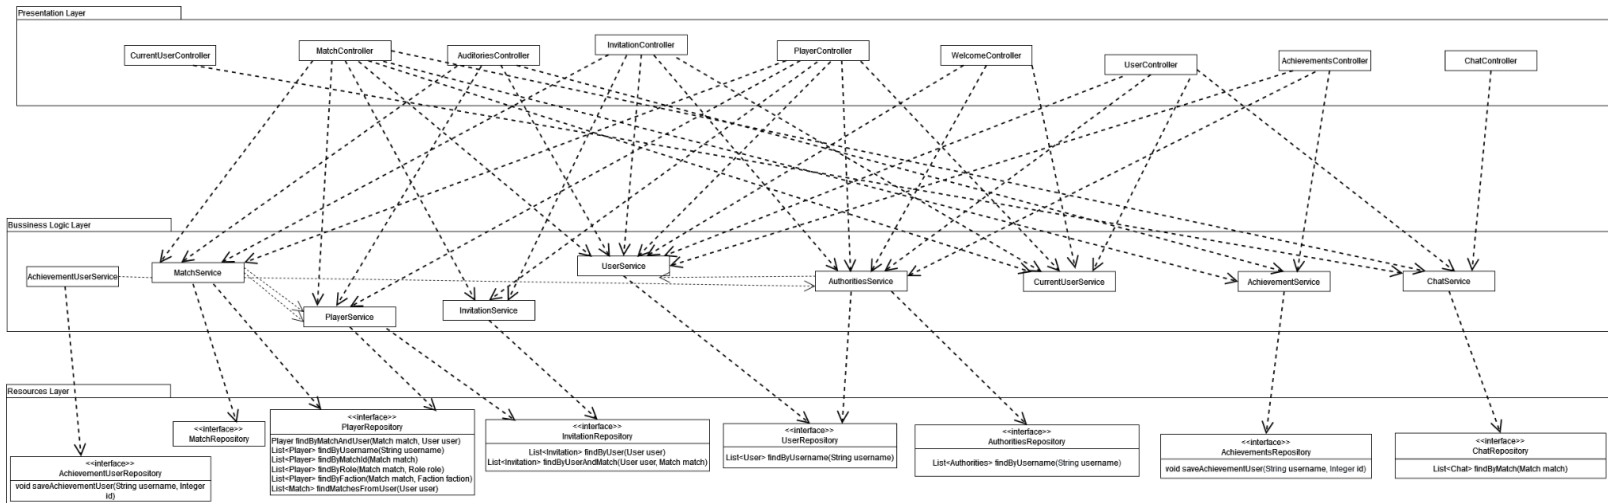 Presentation Layer
CurrentUserController
MatchController
AuditoriesController
InvitationController
PlayerController
WelcomeController
UserController
AchievementsController
ChatController
Bussiness Logic Layer
AchievementUserService
MatchService
PlayerService
InvitationService
UserService
AuthoritiesService
CurrentUserService
AchievementService
ChatService
Resources Layer
<<interface>>
AchievementUserRepository
void saveAchievementUser(String username, Integer
id)
<<interface>>
MatchRepository
<<interface>>
PlayerRepository
Player findByMatchAndUser(Match match, User user)
List<Player> findByUsername(String username)
List<Player> findByMatchId(Match match)
List<Player> findByRole(Match match, Role role)
List<Player> findByFaction(Match match, Faction faction)
List<Match> findMatchesFromUser(User user)
<<interface>>
InvitationRepository
List<Invitation> findByUser(User user)
List<Invitation> findByUserAndMatch(User user, Match match)
<<interface>>
UserRepository
List<User> findByUsername(String username)
<<interface>>
AuthoritiesRepository
List<Authorities> findByUsername(String username)
<<interface>>
AchievementsRepository
void saveAchievementUser(String username, Integer id)
<<interface>>
ChatRepository
List<Chat> findByMatch(Match match)